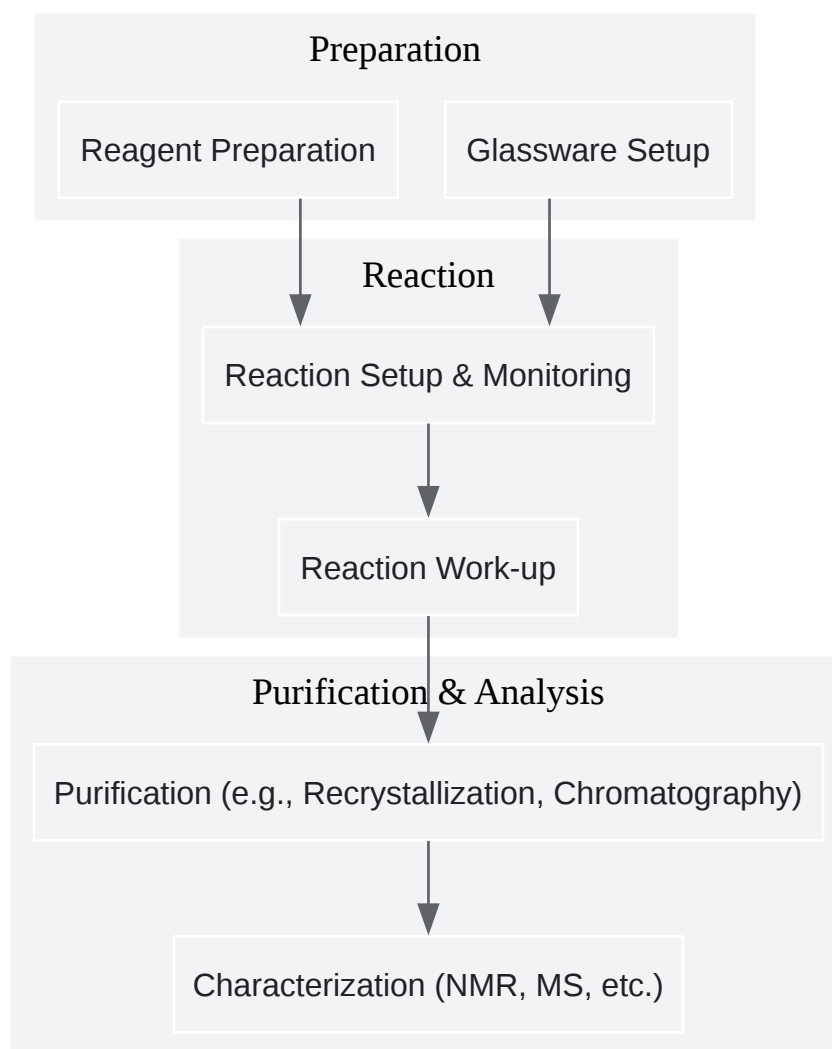 Preparation
Reagent Preparation
Glassware Setup
Reaction
Reaction Setup & Monitoring
Reaction Work-up
Purification & Analysis
Purification (e.g., Recrystallization, Chromatography)
Characterization (NMR, MS, etc.)